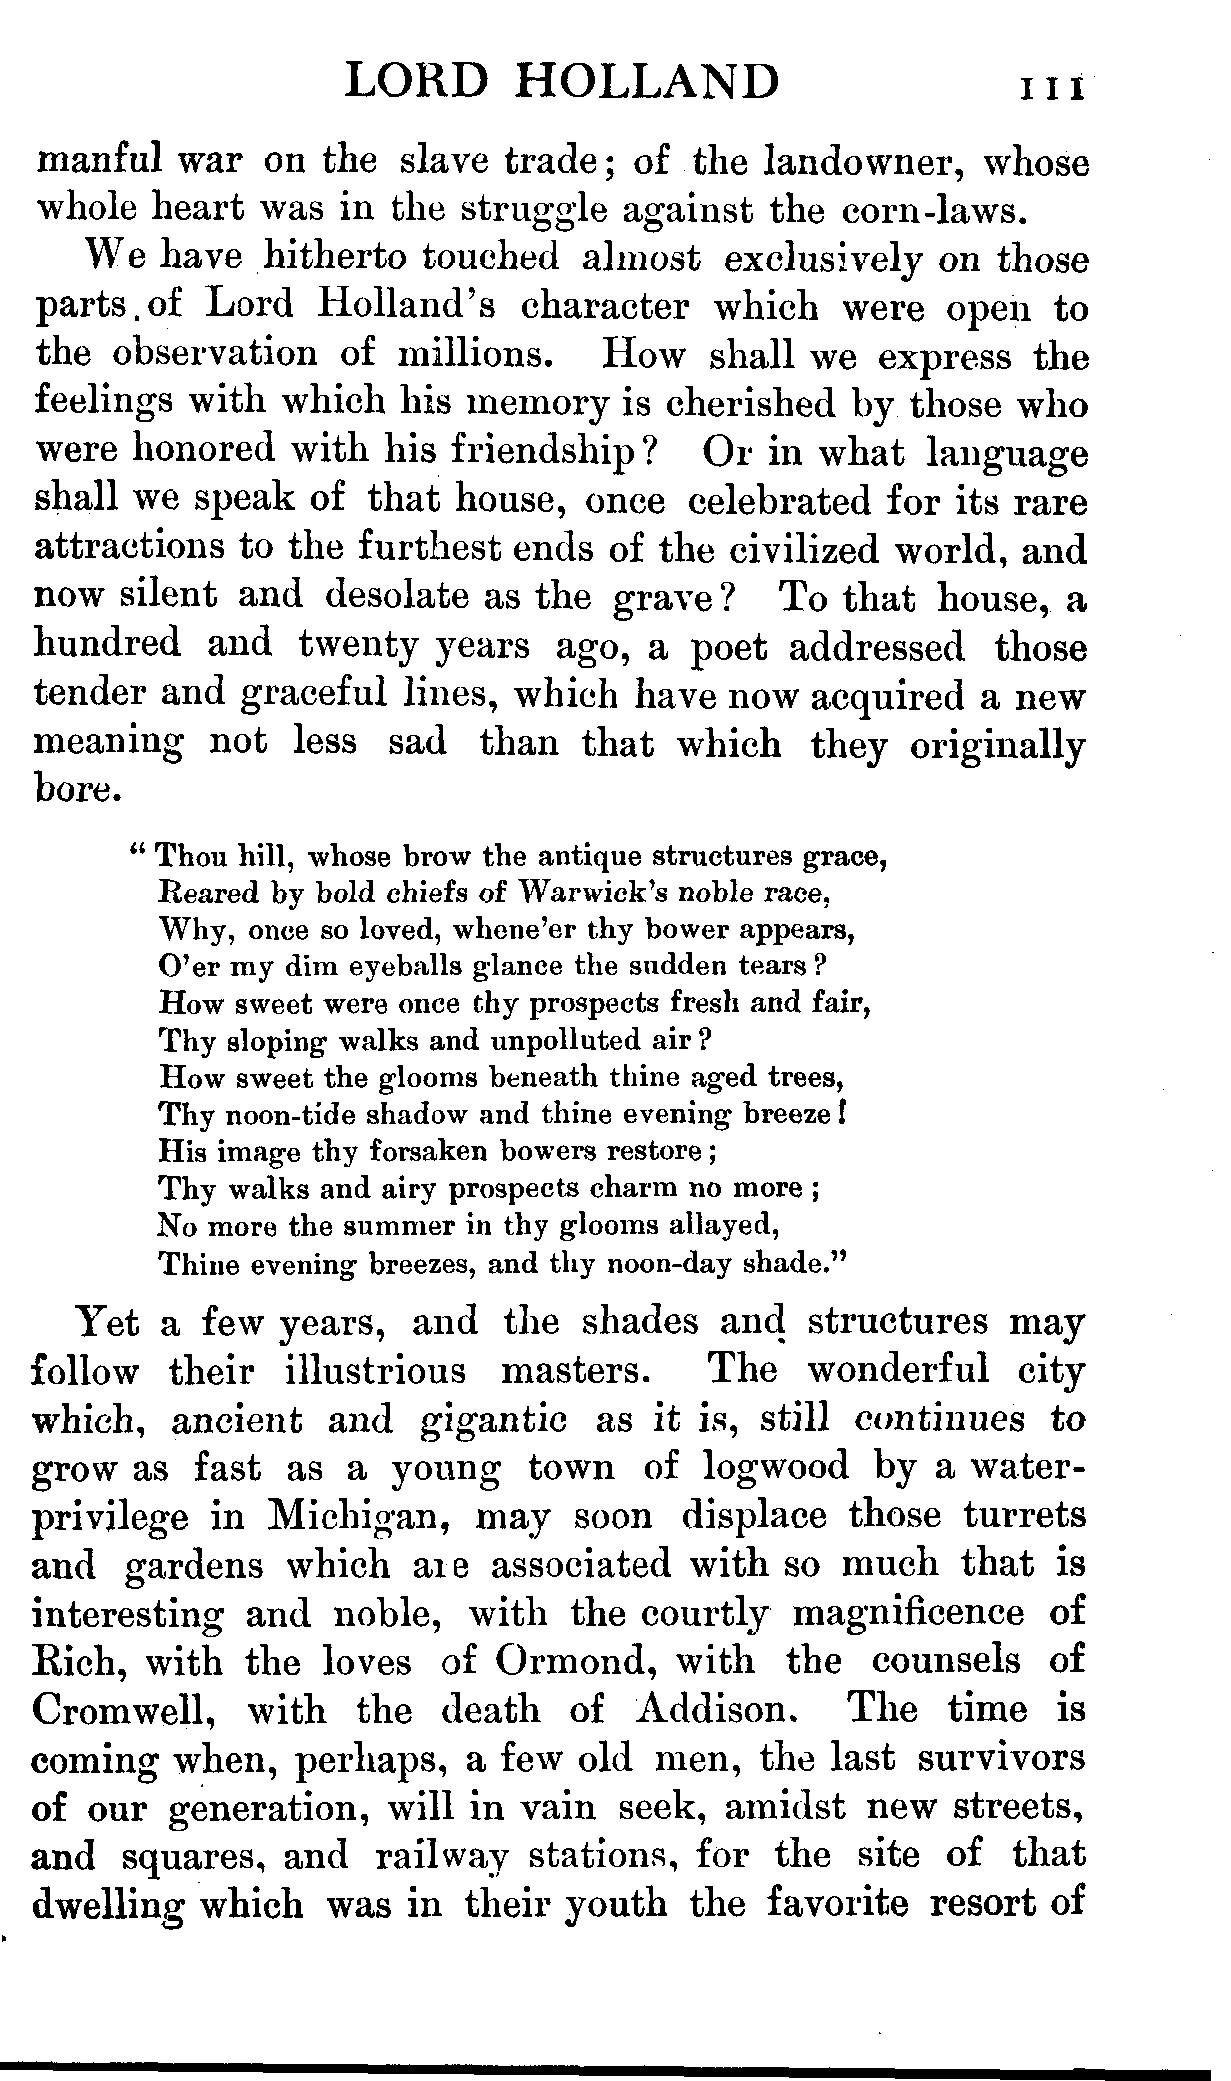 LORD HOLLAND 111
manful war on the slave trade; of the landowner, whose
whole heart was in the struggle against the corn-laws.
We have hitherto touched almost exclusively on those
parts of Lord Holland's character which were open to
the observation of millions. How shall we express the
feelings with which his memory is cherished by those who
were honored with his friendship? Or in what language
shall we speak of that house, once celebrated for its rare
attractions to the furthest ends of the civilized world, and
now silent and desolate as the grave? To that house, a
hundred and twenty years ago, a poet addressed those
tender and graceful lines, which have now acquired a new
meaning not less sad than that which they originally
bore.
“Thou hill, whose brow the antique structures grace,
Reared by bold chiefs of Warwick's noble race,
Why, once so loved, whene'er thy bower appears,
O'er my dim eyeballs glance the sudden tears?
How sweet were once thy prospects fresh and fair,
Thy sloping walks and unpolluted air?
How sweet the glooms beneath thine aged trees,
Thy noon-tide shadow and thine evening breeze!
His image thy forsaken bowers restore;
Thy walks and airy prospects charm no more;
No more the summer in thy glooms allayed,
Thine evening breezes, and thy noon-day shade.”
Yet a few years, and the shades and structures may
follow their illustrious masters. The wonderful city
which, ancient and gigantic as it is, still continues to
grow as fast as a young town of logwood by a water-
privilege in Michigan, may soon displace those turrets
and gardens which are associated with so much that is
interesting and noble, with the courtly magnificence of
Rich, with the loves of Ormond, with the counsels of
Cromwell, with the death of Addison. The time is
coming when, perhaps, a few old men, the last survivors
of our generation, will in vain seek, amidst new streets,
and squares, and railway stations, for the site of that
dwelling which was in their youth the favorite resort of